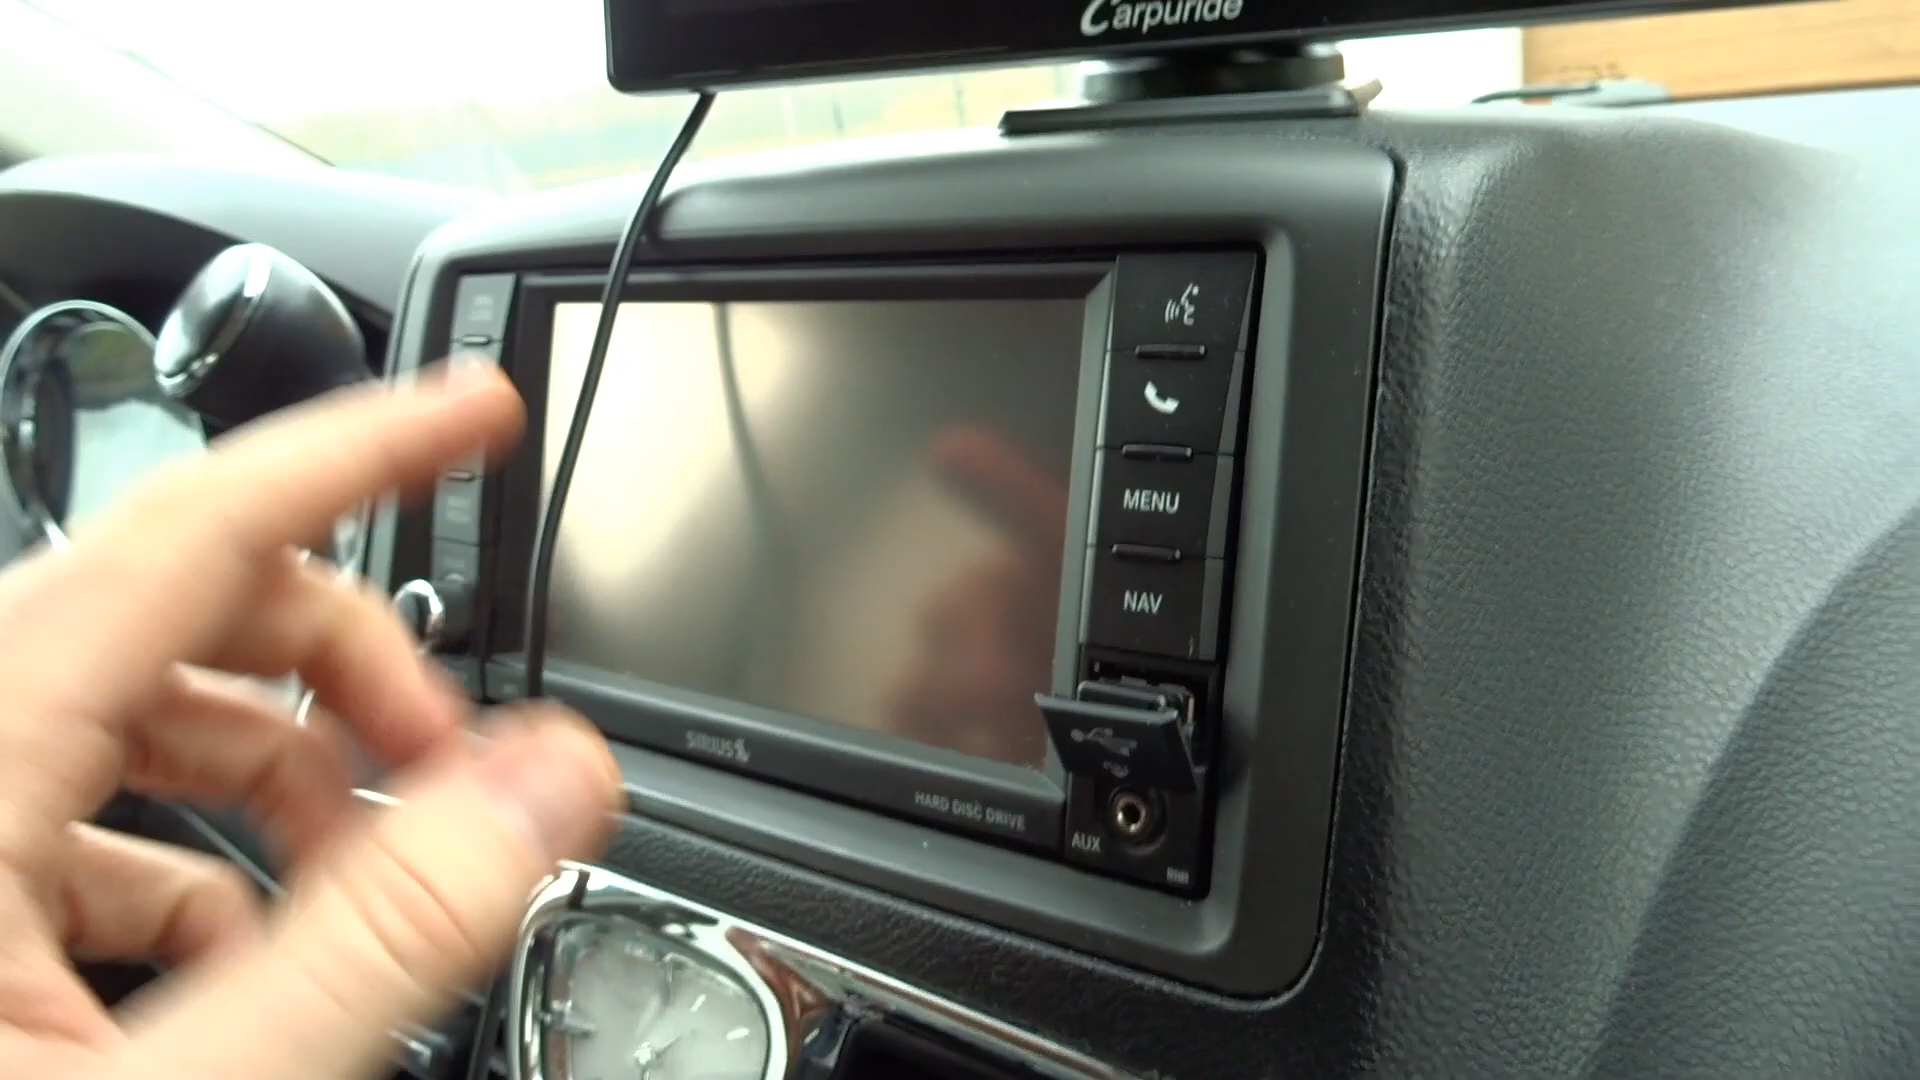 Carpuride
MENU
NAV
SIRIUS
HARD DISC DRIVE
AUX